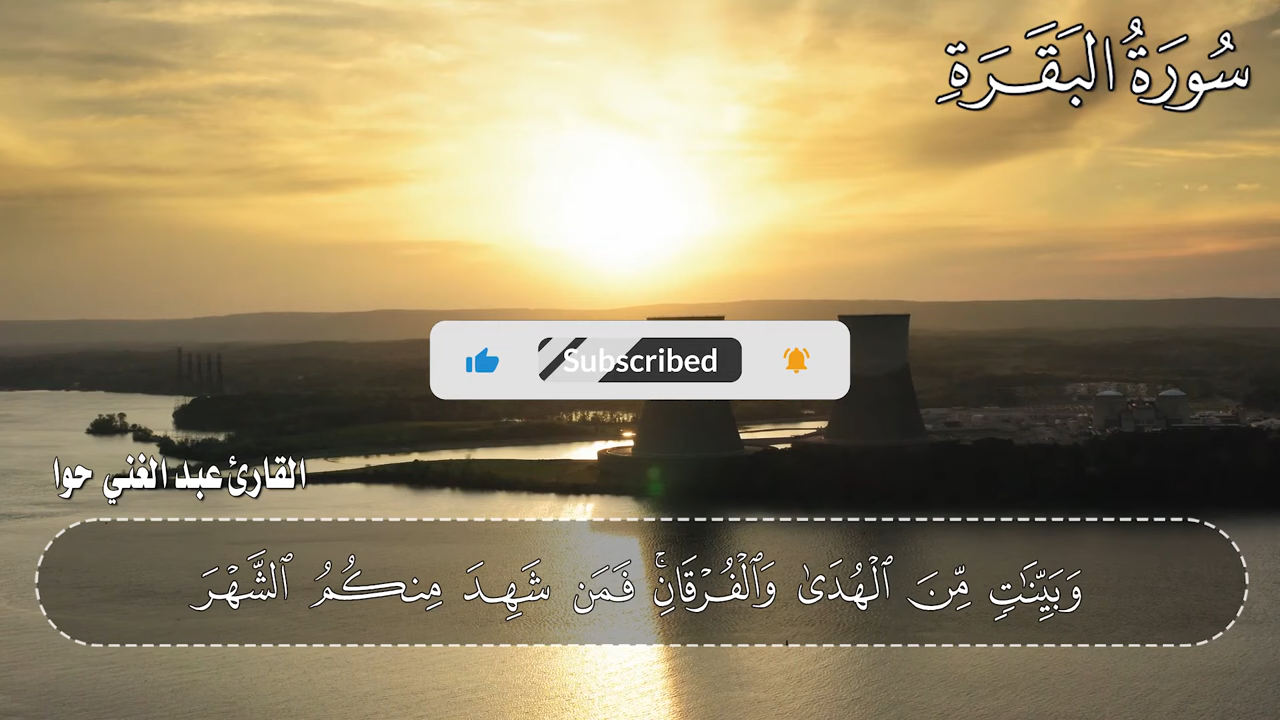 سُورَةُ البَقَرَةِ
Subscribed
القارئ عبد الغني حوا
وَبَيِّنَٰتٖ مِّنَ ٱلۡهُدَىٰ وَٱلۡفُرۡقَانِۚ فَمَن شَهِدَ مِنكُمُ ٱلشَّهۡرَ